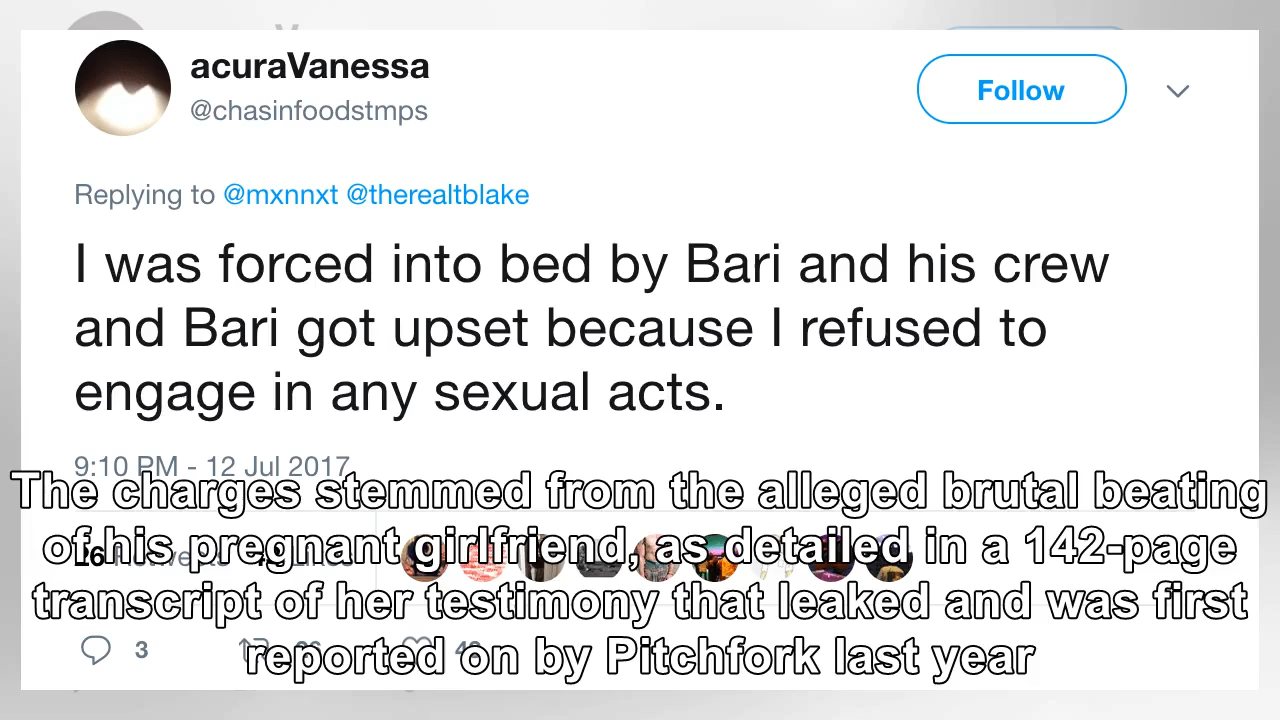 acuraVanessa
@chasinfoodstmps
Follow
Replying to @mxnnxt @therealtblake
I was forced into bed by Bari and his crew
and Bari got upset because I refused to
engage in any sexual acts.
9:10 PM - 12 Jul 2017
The charges stemmed from the alleged brutal beating
of his pregnant girlfriend, as detailed in a 142-page
transcript of her testimony that leaked and was first
reported on by Pitchfork last year
3